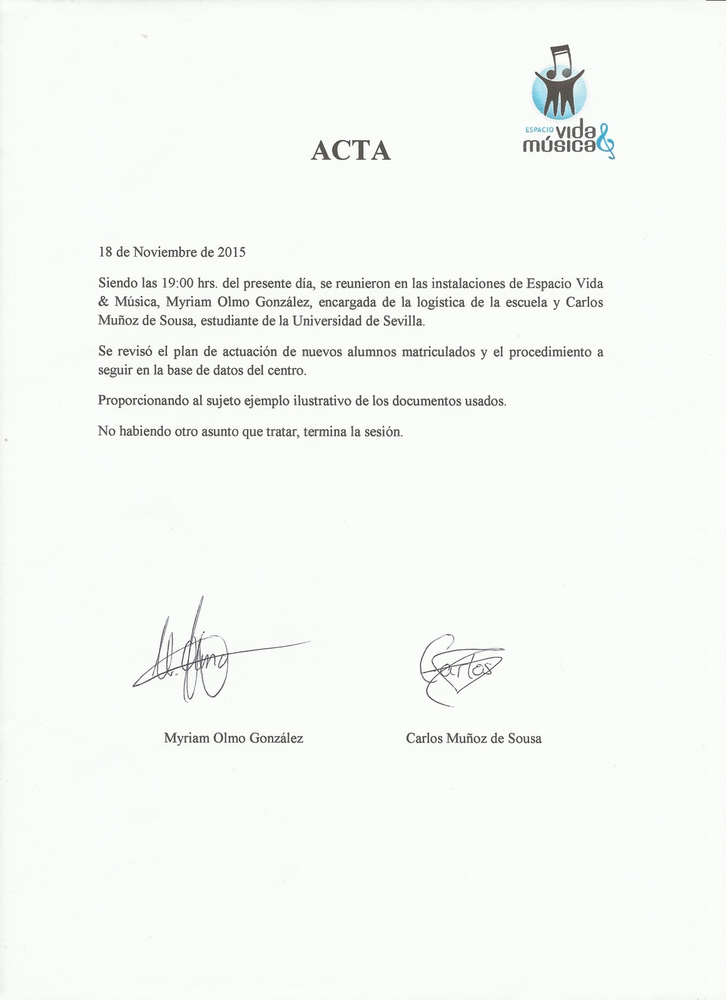 ESPACIO vida
música &
ACTA
18 de Noviembre de 2015
Siendo las 19:00 hrs. del presente día, se reunieron en las instalaciones de Espacio Vida
& Música, Myriam Olmo González, encargada de la logística de la escuela y Carlos
Muñoz de Sousa, estudiante de la Universidad de Sevilla.
Se revisó el plan de actuación de nuevos alumnos matriculados y el procedimiento a
seguir en la base de datos del centro.
Proporcionando al sujeto ejemplo ilustrativo de los documentos usados.
No habiendo otro asunto que tratar, termina la sesión.
M. Olmo
Carlos
Myriam Olmo González
Carlos Muñoz de Sousa